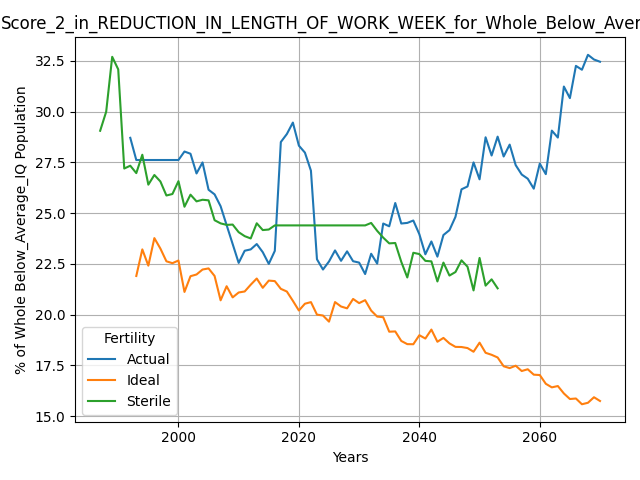 Score_2_in_REDUCTION_IN_LENGTH_OF_WORK_WEEK_for_Whole_Below_Aver
% of Whole Below_Average_IQ Population
32.5
30.0
27.5
25.0
22.5
20.0
17.5
15.0
Fertility
Actual
Ideal
Sterile
2000 2020 2040 2060
Years